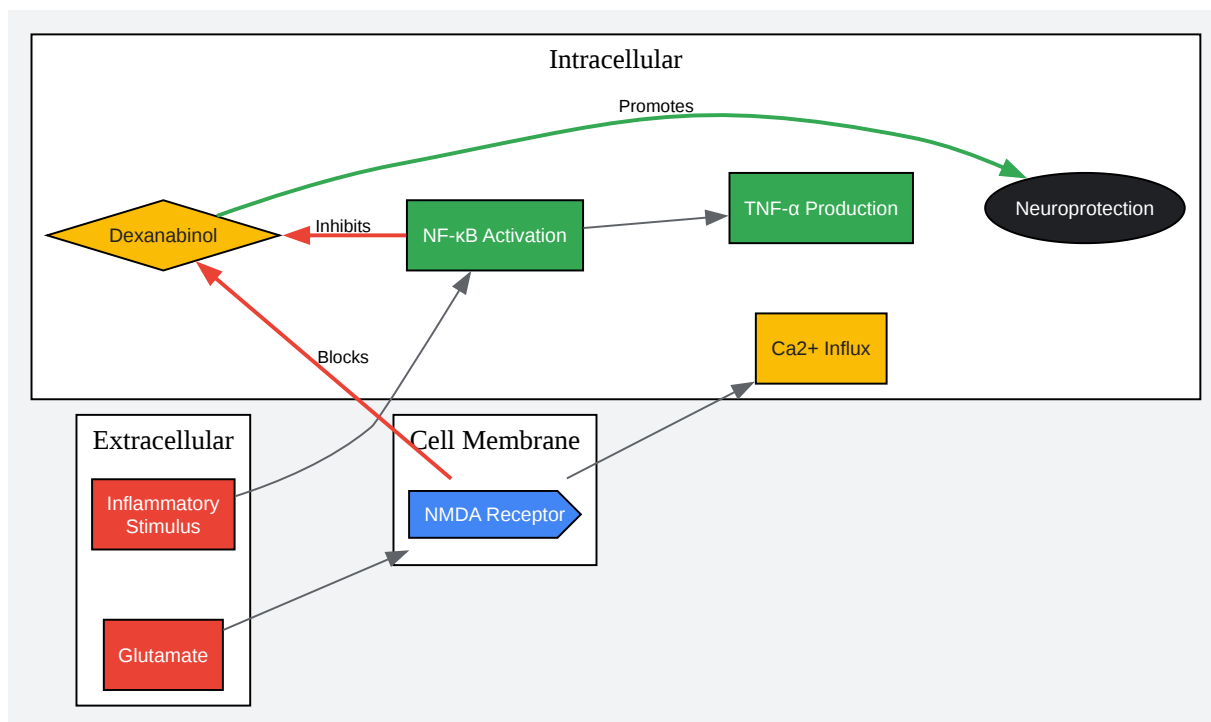 Intracellular
Promotes
TNF-α Production
Neuroprotection
Dexanabinol
Inhibits
NF-κB Activation
Ca2+ Influx
Blocks
Extracellular
Cell Membrane
Inflammatory
Stimulus
NMDA Receptor
Glutamate